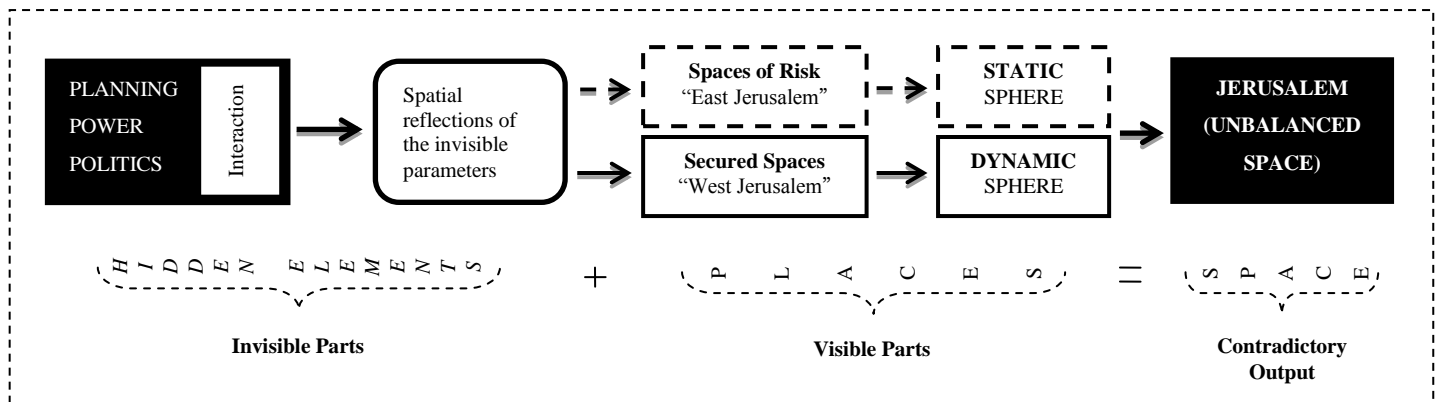 PLANNING
POWER
POLITICS
Interaction
Spatial
reflections of
the invisible
parameters
Spaces of Risk
“East Jerusalem”
Secured Spaces
“West Jerusalem”
STATIC
SPHERE
DYNAMIC
SPHERE
JERUSALEM
(UNBALANCED
SPACE)
HIDDEN ELEMENTS
+
PLACES
=
SPACE
Invisible Parts
Visible Parts
Contradictory
Output